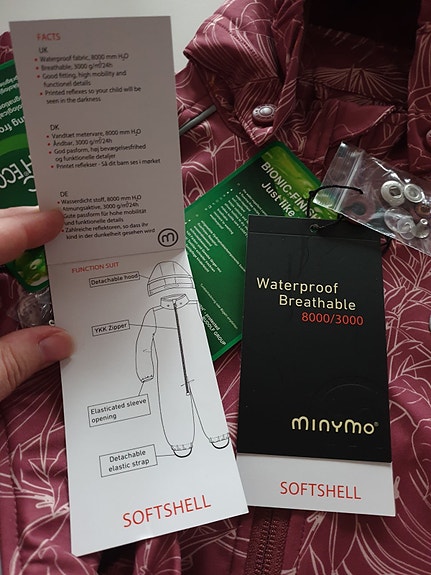 FACTS
UK
• Waterproof fabric, 8000 mm H₂O
• Breathable, 3000 g/m²/24h
• Good fitting, high mobility and
functionel details
• Printed reflexes so your child will be
seen in the darkness
DK
• Vandtæt metervare, 8000 mm H₂O
• Åndbar, 3000 g/m²/24h
• God pasform, høj bevægelsesfrihed
og funktionelle detaljer
• Printet reflekser - Så dit barn ses i mørket
DE
• Wasserdicht stoff, 8000 mm H₂O
Atmungsaktive, 3000 g/m²/24h
Gute passform für hohe mobilität
und funktionelle details
Zählreiche reflektoren, so dass ihr
kind in der dunkelheit gesehen wird
m
FUNCTION SUIT
Detachable hood
YKK Zipper
Elasticated sleeve
opening
Detachable
elastic strap
SOFTSHELL
BIONIC-FINISH
Just like
Waterproof
Breathable
8000/3000
minymo®
SOFTSHELL